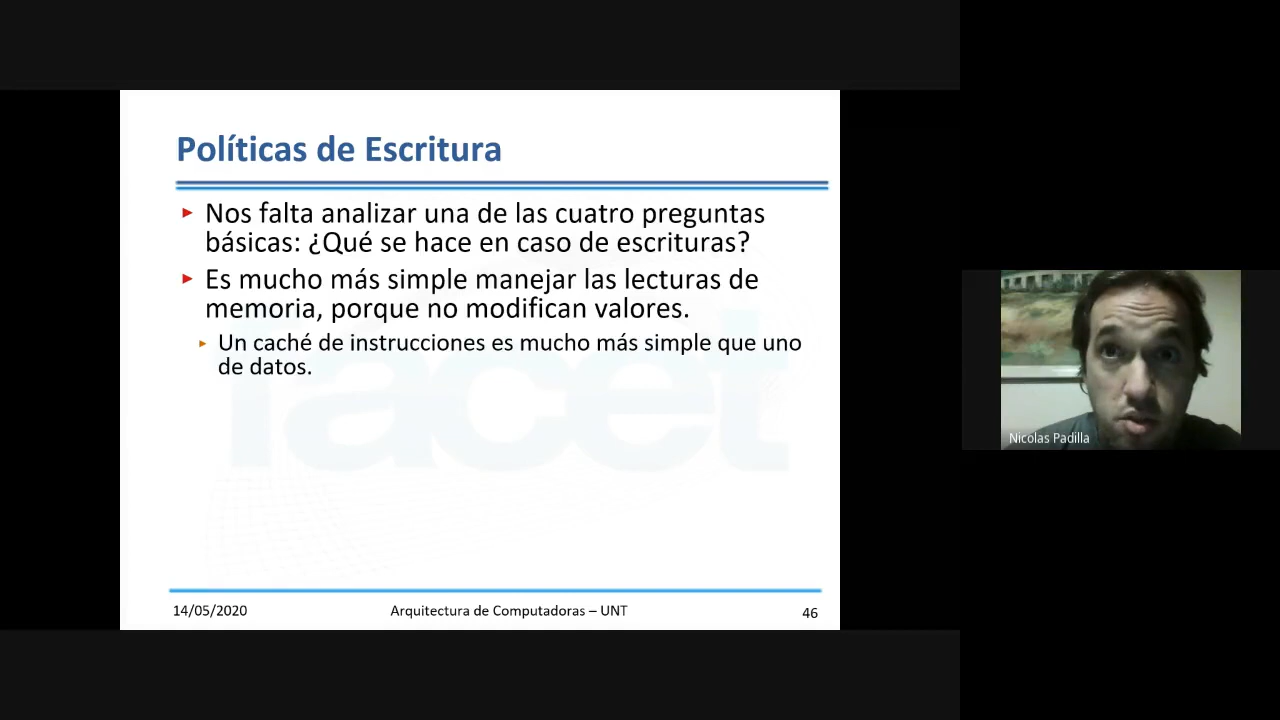 Políticas de Escritura
Nos falta analizar una de las cuatro preguntas
básicas: ¿Qué se hace en caso de escrituras?
Es mucho más simple manejar las lecturas de
memoria, porque no modifican valores.
Un caché de instrucciones es mucho más simple que uno
de datos.
facet
14/05/2020
Arquitectura de Computadoras – UNT
46
Nicolas Padilla